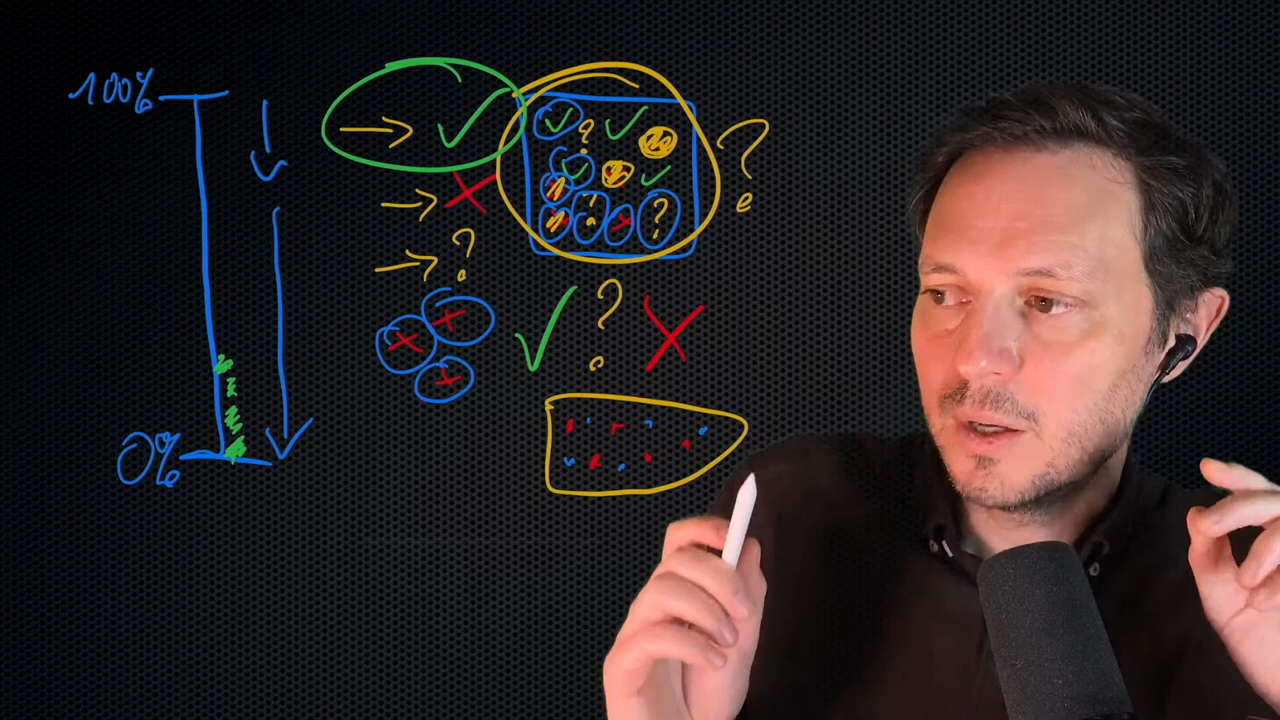 100%
→ ✓
✓ ? ✓
?
✓ ✓
→ ✗
? ✗ ?
→ ?
✗ ✗ ✗
✓ ? ✗
0%